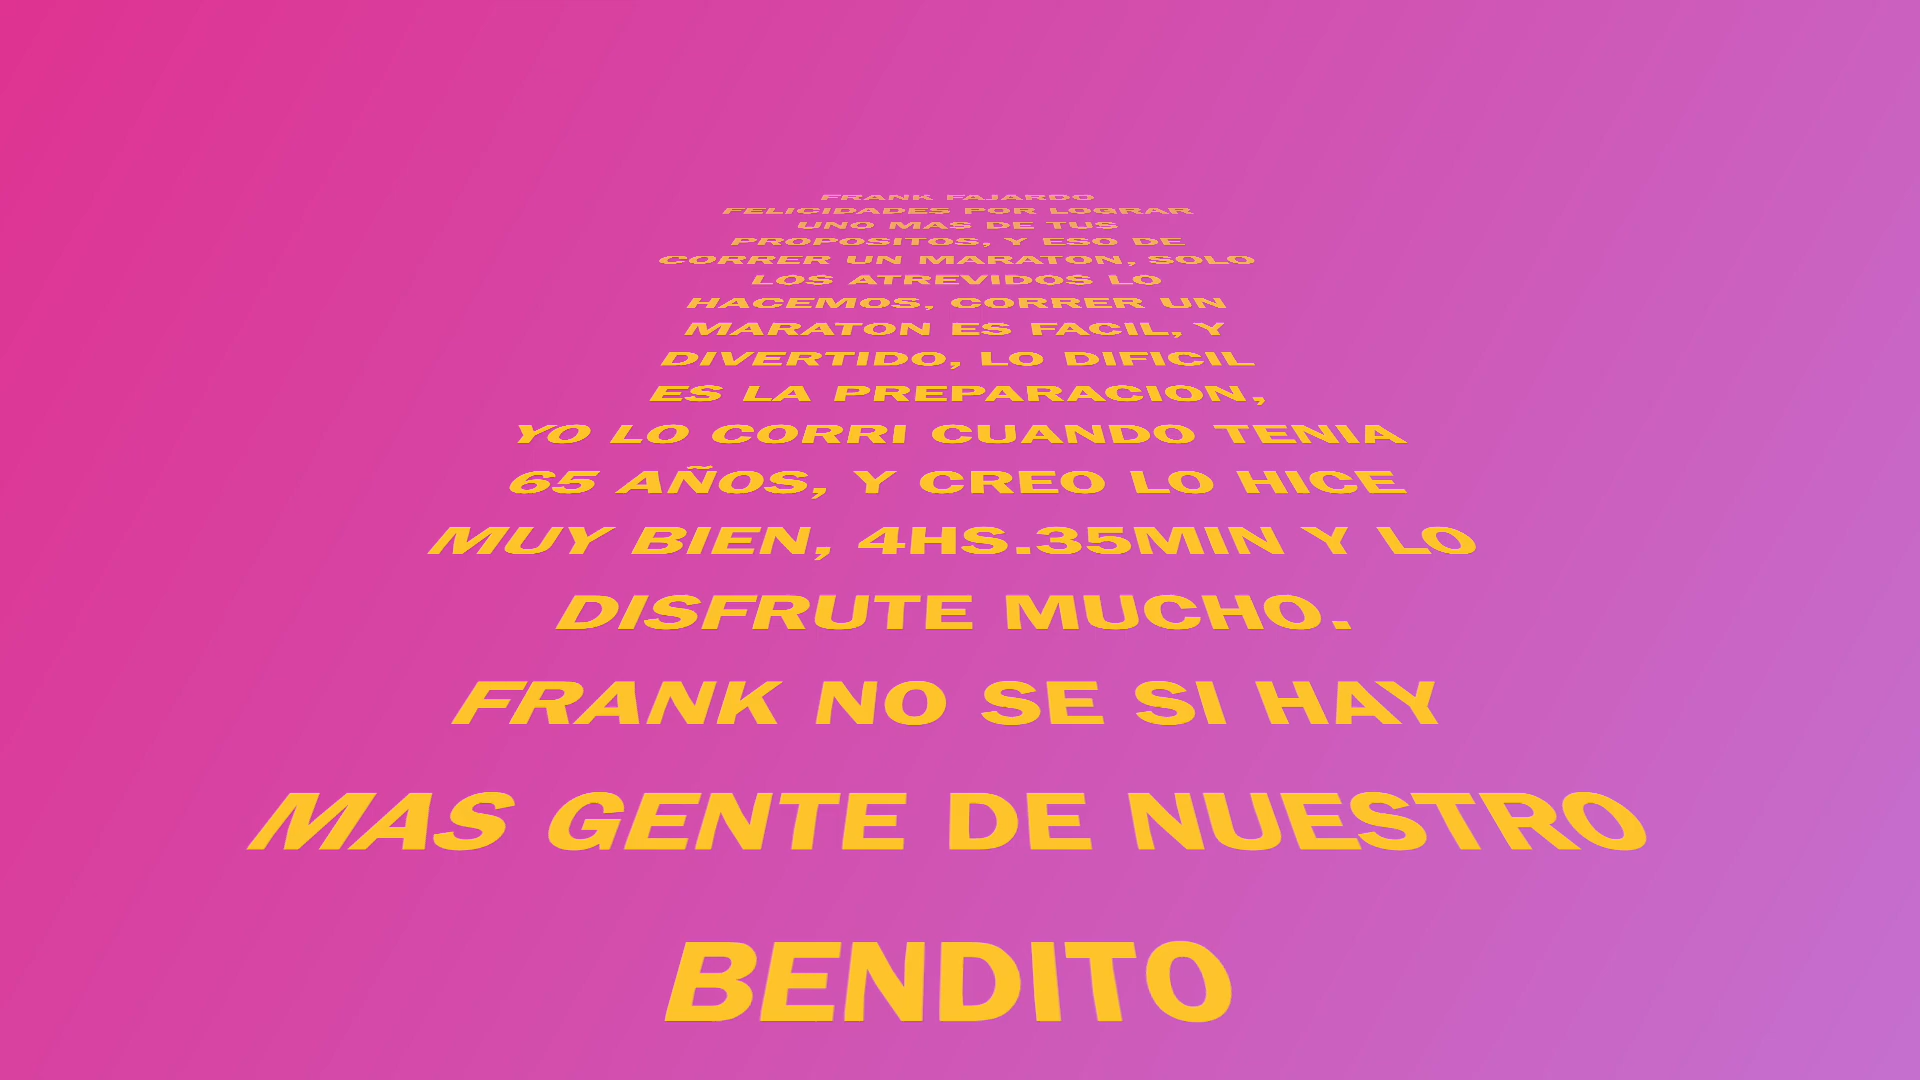 FRANK FAJARDO
FELICIDADES POR LOGRAR
UNO MAS DE TUS
PROPOSITOS, Y ESO DE
CORRER UN MARATON, SOLO
LOS ATREVIDOS LO
HACEMOS, CORRER UN
MARATON ES FACIL, Y
DIVERTIDO, LO DIFICIL
ES LA PREPARACION,
YO LO CORRI CUANDO TENIA
65 AÑOS, Y CREO LO HICE
MUY BIEN, 4HS.35MIN Y LO
DISFRUTE MUCHO.
FRANK NO SE SI HAY
MAS GENTE DE NUESTRO
BENDITO